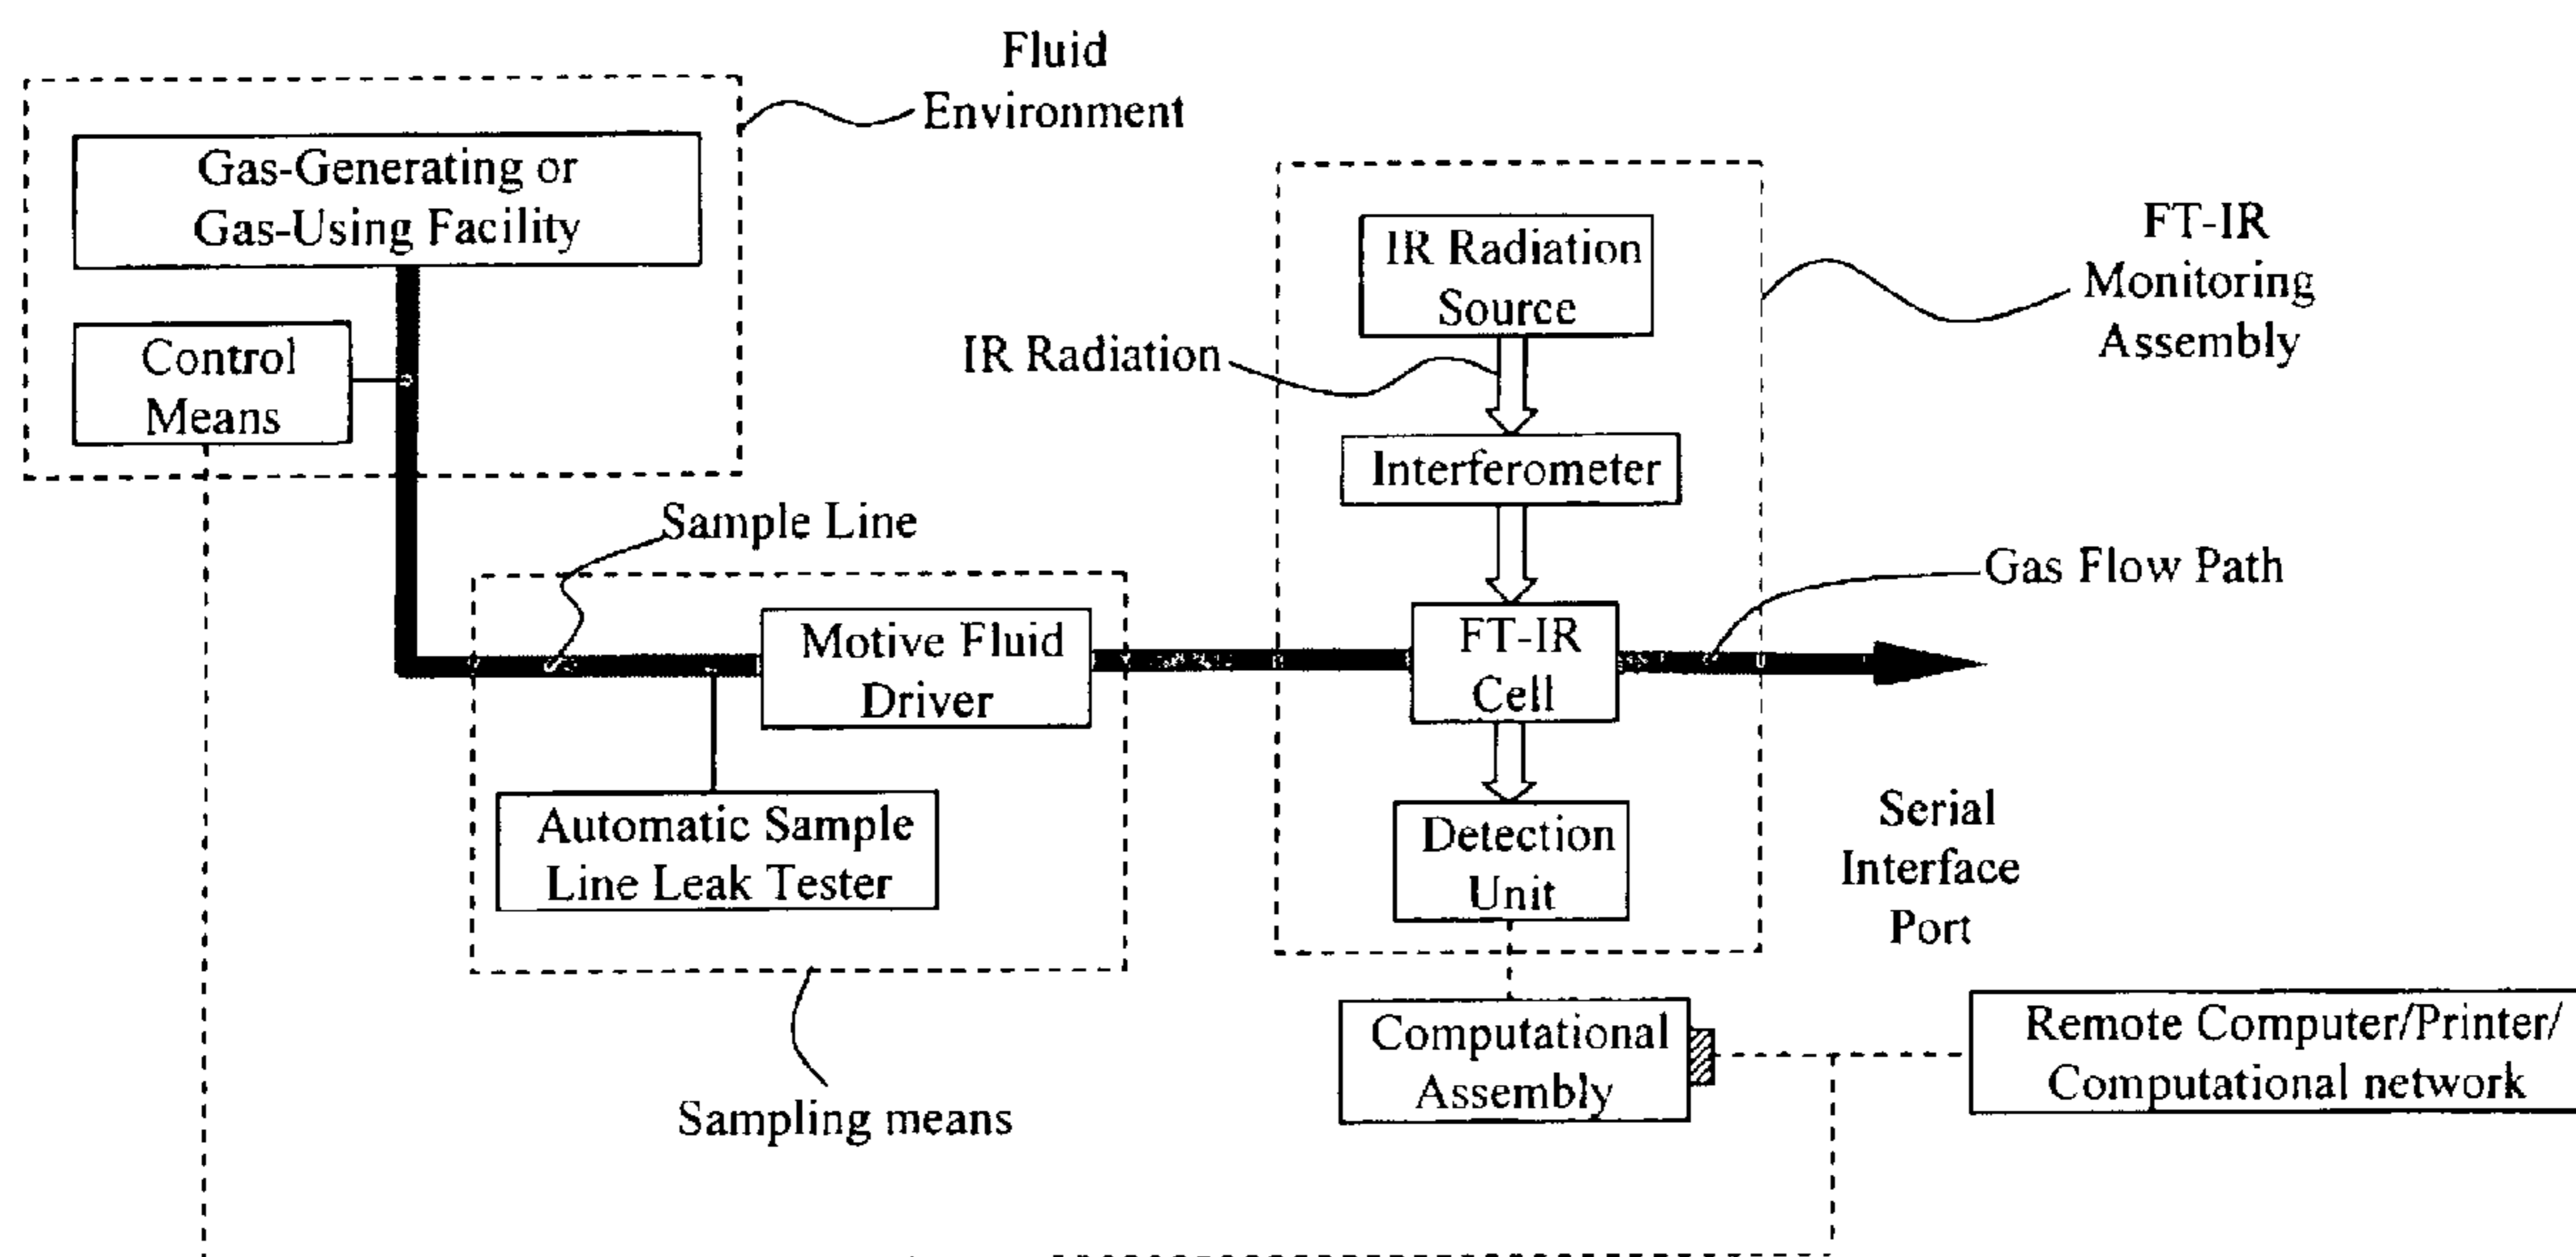 Fluid
Environment
Gas-Generating or
Gas-Using Facility
Control
Means
IR Radiation
Source
IR Radiation
FT-IR
Monitoring
Assembly
Interferometer
Sample Line
Gas Flow Path
Motive Fluid
Driver
FT-IR
Cell
Automatic Sample
Line Leak Tester
Detection
Unit
Serial
Interface
Port
Sampling means
Computational
Assembly
Remote Computer/Printer/
Computational network